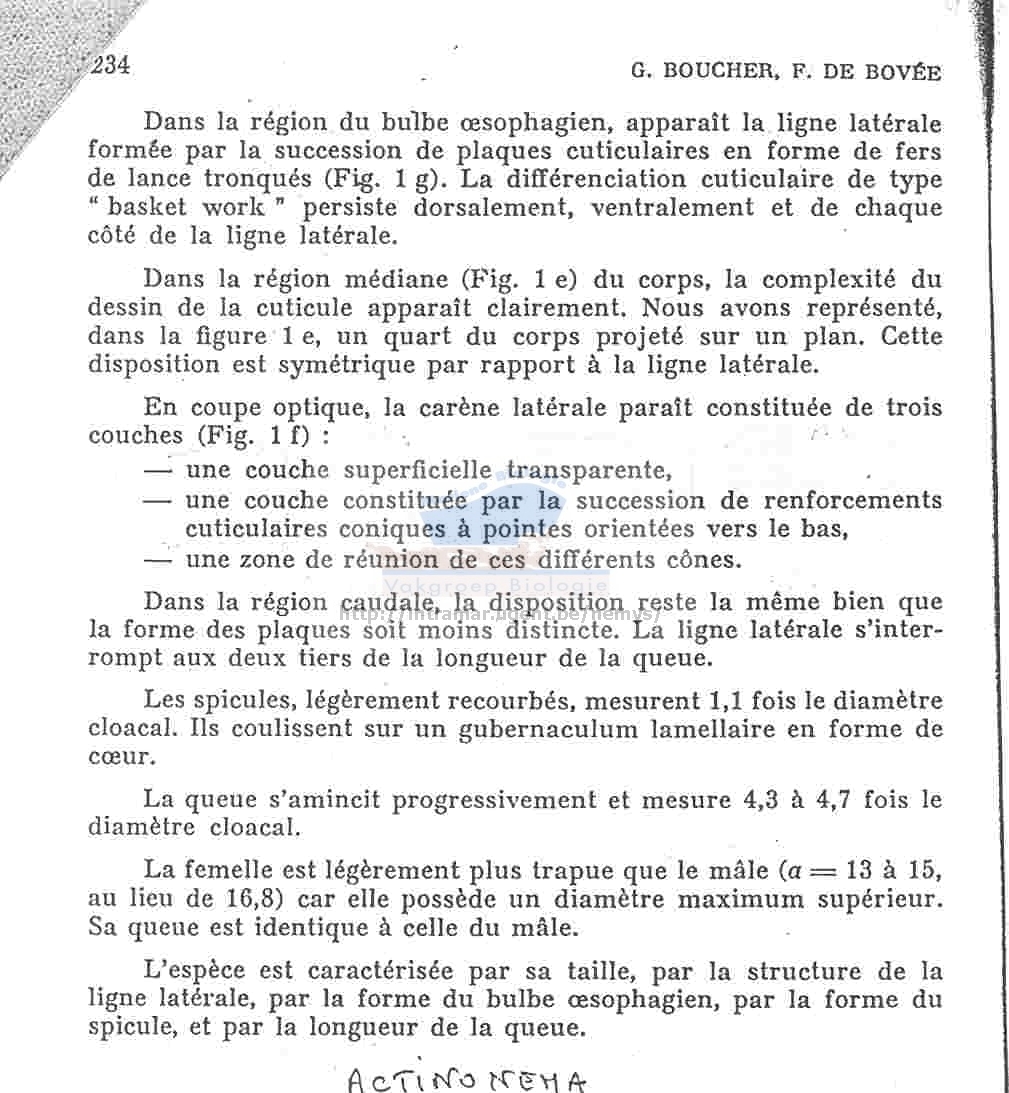 234
G. BOUCHER, F. DE BOVÉE
Dans la région du bulbe œsophagien, apparaît la ligne latérale
formée par la succession de plaques cuticulaires en forme de fers
de lance tronqués (Fig. 1 g). La différenciation cuticulaire de type
“ basket work ” persiste dorsalement, ventralement et de chaque
côté de la ligne latérale.
Dans la région médiane (Fig. 1 e) du corps, la complexité du
dessin de la cuticule apparaît clairement. Nous avons représenté,
dans la figure 1 e, un quart du corps projeté sur un plan. Cette
disposition est symétrique par rapport à la ligne latérale.
En coupe optique, la carène latérale paraît constituée de trois
couches (Fig. 1 f) :
— une couche superficielle transparente,
— une couche constituée par la succession de renforcements
cuticulaires coniques à pointes orientées vers le bas,
— une zone de réunion de ces différents cônes.
Vakgroep Biologie
Dans la région caudale, la disposition reste la même bien que
http://intramar.ugent.be/nemys/
la forme des plaques soit moins distincte. La ligne latérale s’inter-
rompt aux deux tiers de la longueur de la queue.
Les spicules, légèrement recourbés, mesurent 1,1 fois le diamètre
cloacal. Ils coulissent sur un gubernaculum lamellaire en forme de
cœur.
La queue s’amincit progressivement et mesure 4,3 à 4,7 fois le
diamètre cloacal.
La femelle est légèrement plus trapue que le mâle (a = 13 à 15,
au lieu de 16,8) car elle possède un diamètre maximum supérieur.
Sa queue est identique à celle du mâle.
L’espèce est caractérisée par sa taille, par la structure de la
ligne latérale, par la forme du bulbe œsophagien, par la forme du
spicule, et par la longueur de la queue.
ACTINONEMA